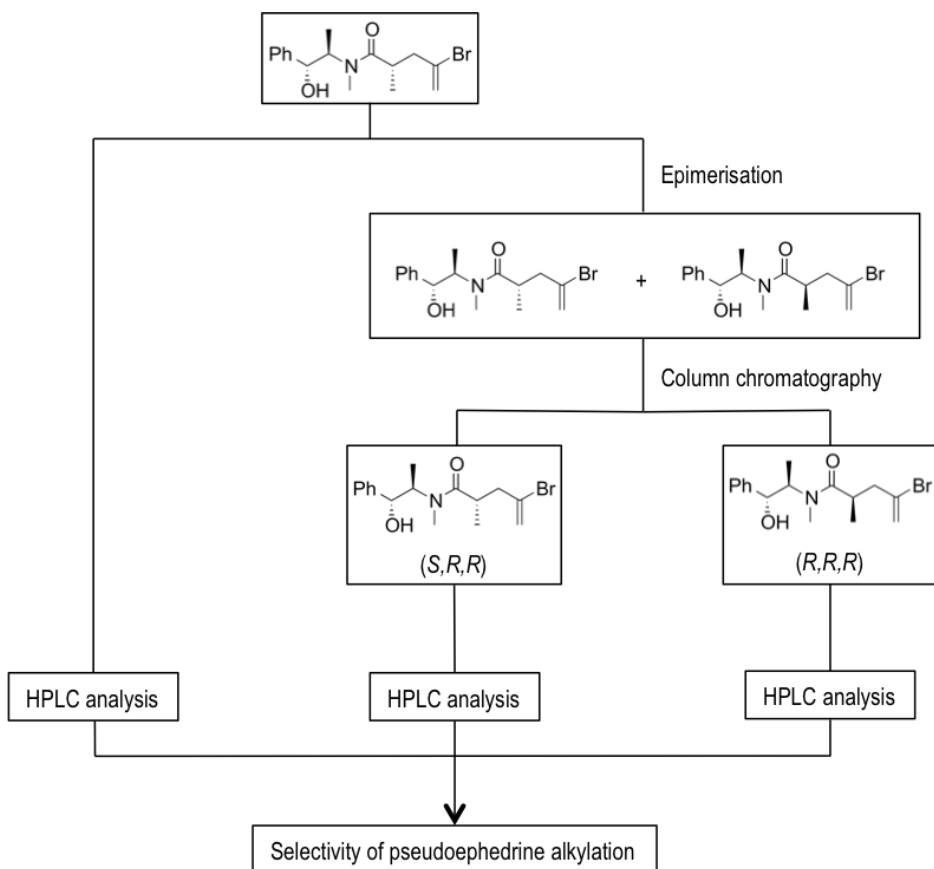 Ph
OH
N
O
Br
Epimerisation
Ph
OH
N
O
Br
+
Ph
OH
N
O
Br
Column chromatography
Ph
OH
N
O
Br
(S,R,R)
Ph
OH
N
O
Br
(R,R,R)
HPLC analysis
HPLC analysis
HPLC analysis
Selectivity of pseudoephedrine alkylation